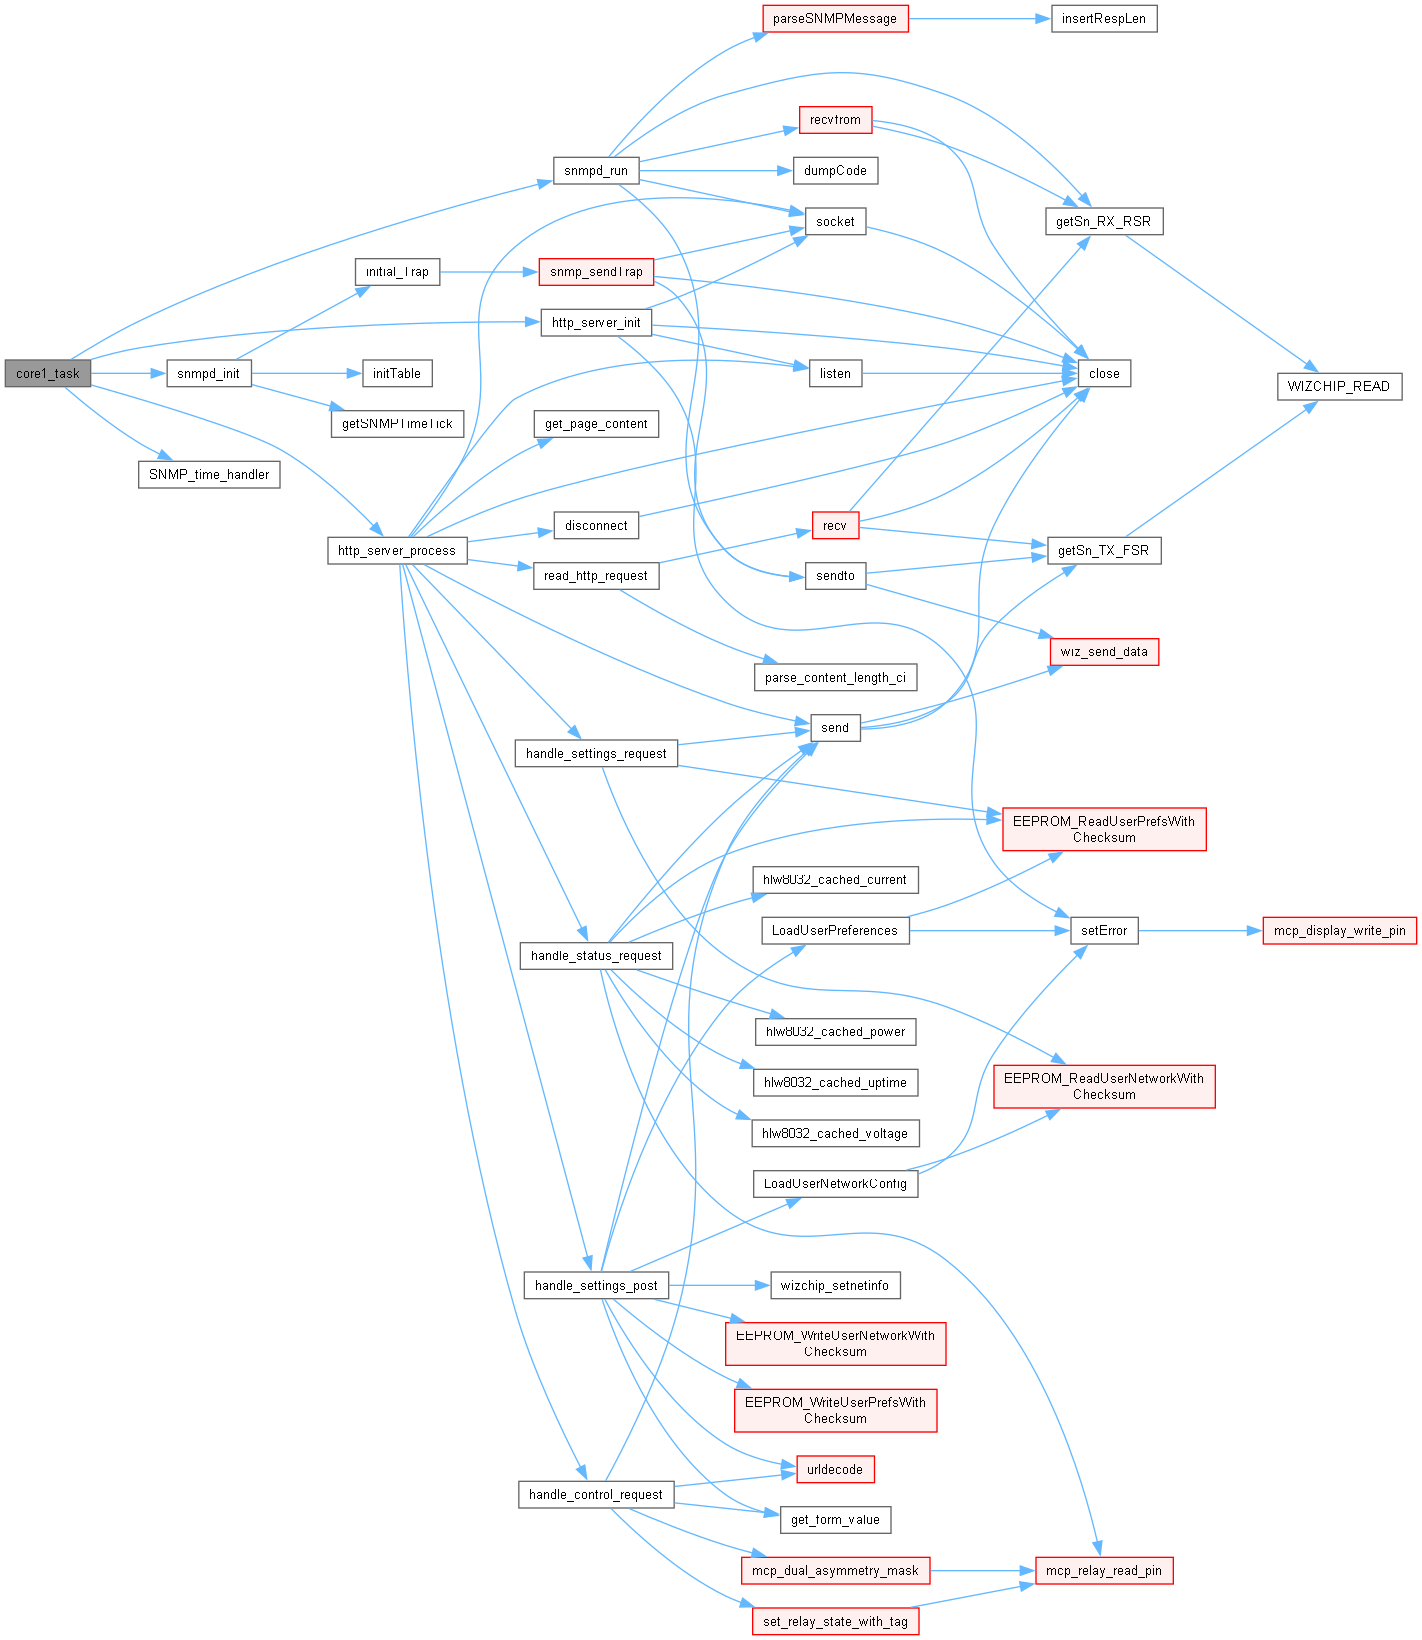 parseSNMPMessage
insertRespLen
recvfrom
snmpd_run
dumpCode
getSn_RX_RSR
socket
initial_Trap
snmp_sendTrap
http_server_init
core1_task
snmpd_init
initTable
listen
close
WIZCHIP_READ
getSNMPTimeTick
get_page_content
SNMP_time_handler
disconnect
recv
http_server_process
getSn_TX_FSR
read_http_request
sendto
wiz_send_data
parse_content_length_ci
send
handle_settings_request
EEPROM_ReadUserPrefsWith
Checksum
hlw8032_cached_current
LoadUserPreferences
setError
mcp_display_write_pin
handle_status_request
hlw8032_cached_power
hlw8032_cached_uptime
EEPROM_ReadUserNetworkWith
Checksum
hlw8032_cached_voltage
LoadUserNetworkConfig
handle_settings_post
wizchip_setnetinfo
EEPROM_WriteUserNetworkWith
Checksum
EEPROM_WriteUserPrefsWith
Checksum
urldecode
handle_control_request
get_form_value
mcp_dual_asymmetry_mask
mcp_relay_read_pin
set_relay_state_with_tag